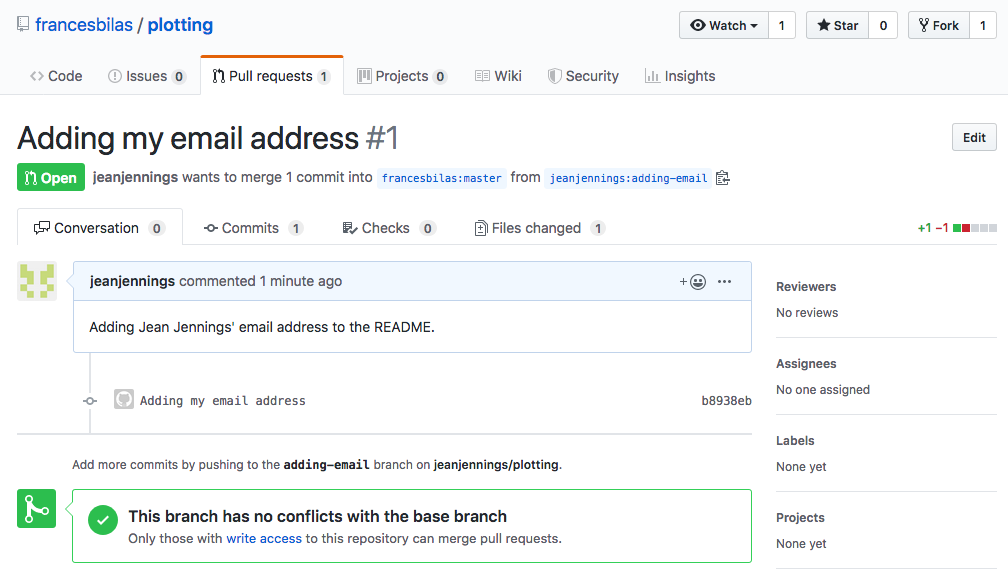 francesbilas / plotting
Watch 1 Star 0 Fork 1
Code Issues 0 Pull requests 1 Projects 0 Wiki Security Insights
Adding my email address #1
Edit
Open jeanjennings wants to merge 1 commit into francesbilas:master from jeanjennings:adding-email
Conversation 0 Commits 1 Checks 0 Files changed 1 +1 −1
jeanjennings commented 1 minute ago
Adding Jean Jennings' email address to the README.
Adding my email address b8938eb
Add more commits by pushing to the adding-email branch on jeanjennings/plotting.
This branch has no conflicts with the base branch
Only those with write access to this repository can merge pull requests.
Reviewers
No reviews
Assignees
No one assigned
Labels
None yet
Projects
None yet